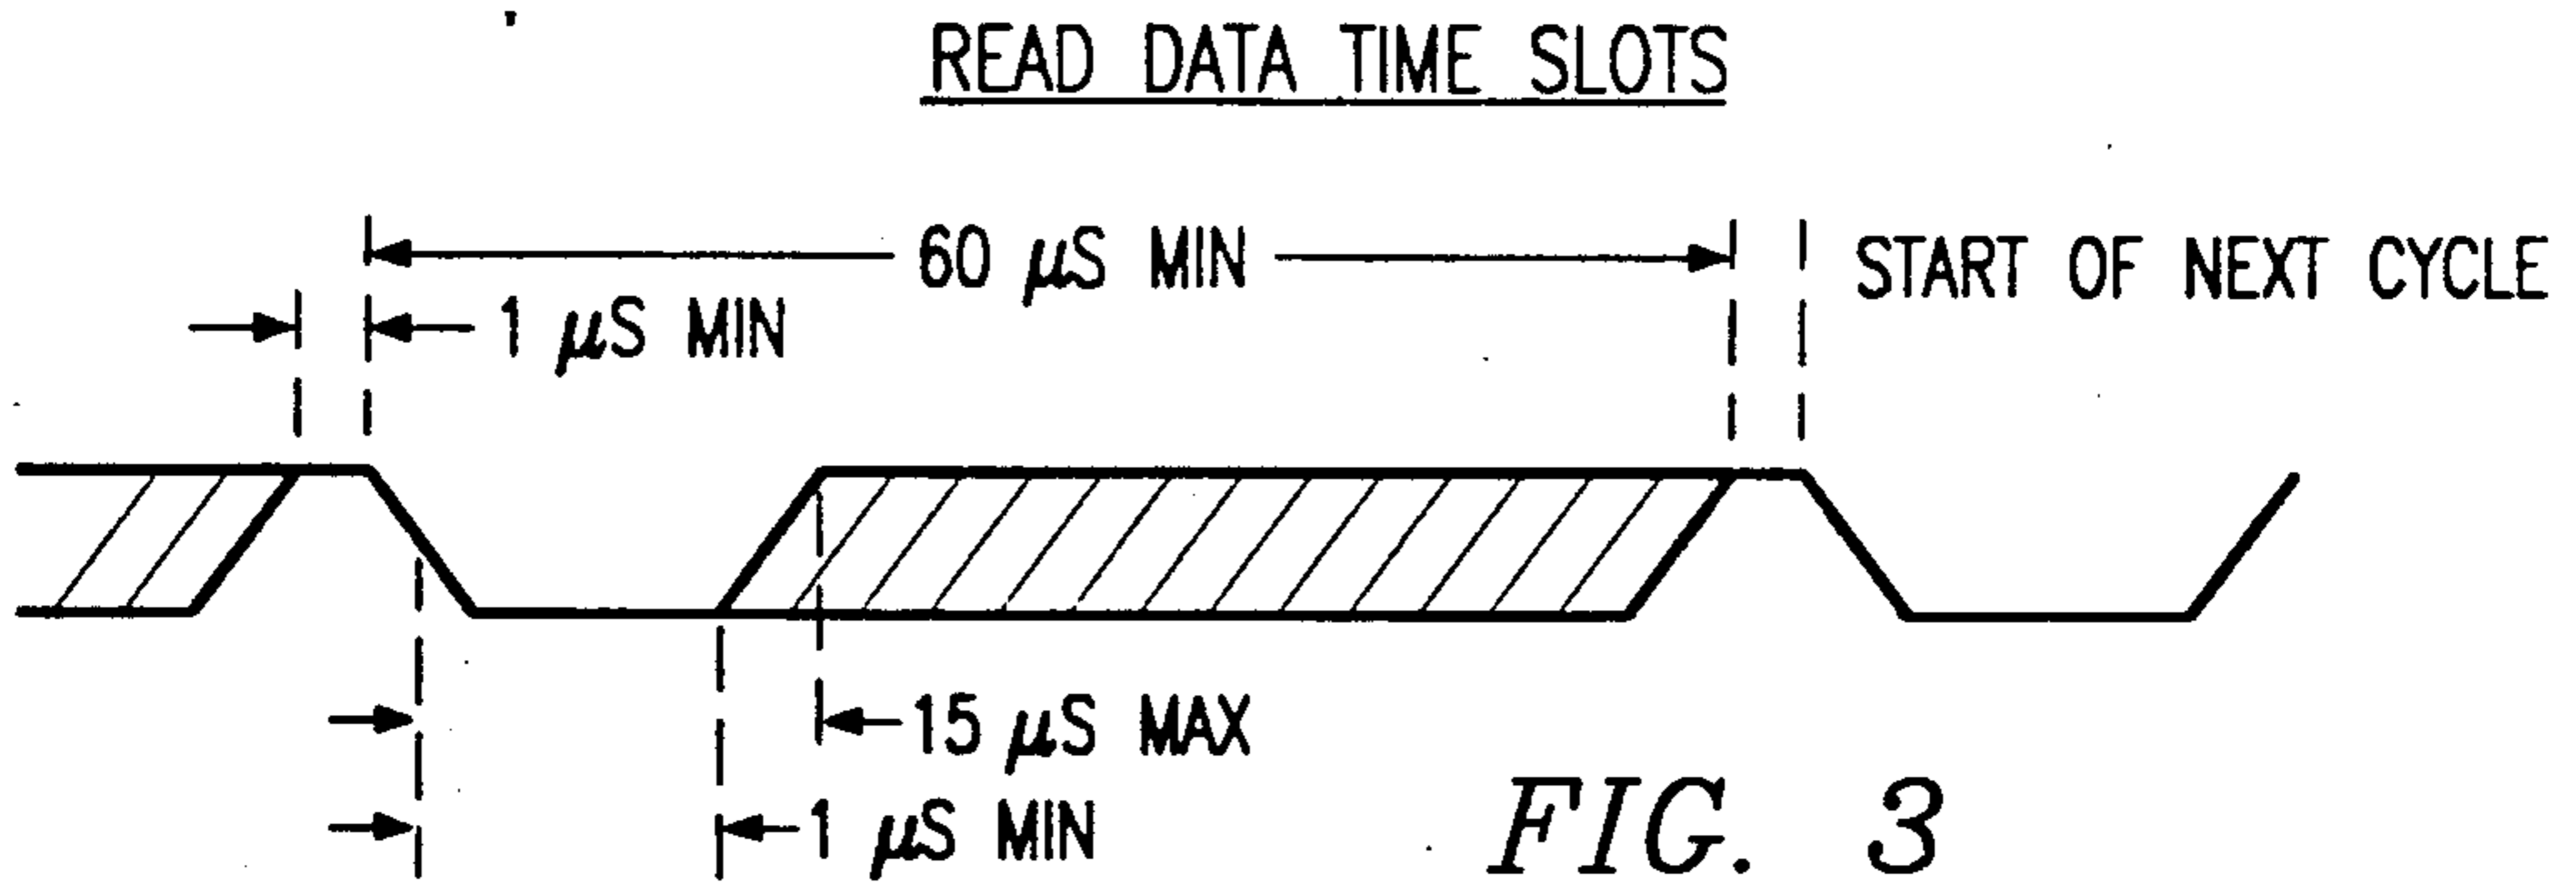 READ DATA TIME SLOTS
60 μS MIN
START OF NEXT CYCLE
1 μS MIN
15 μS MAX
1 μS MIN
FIG. 3